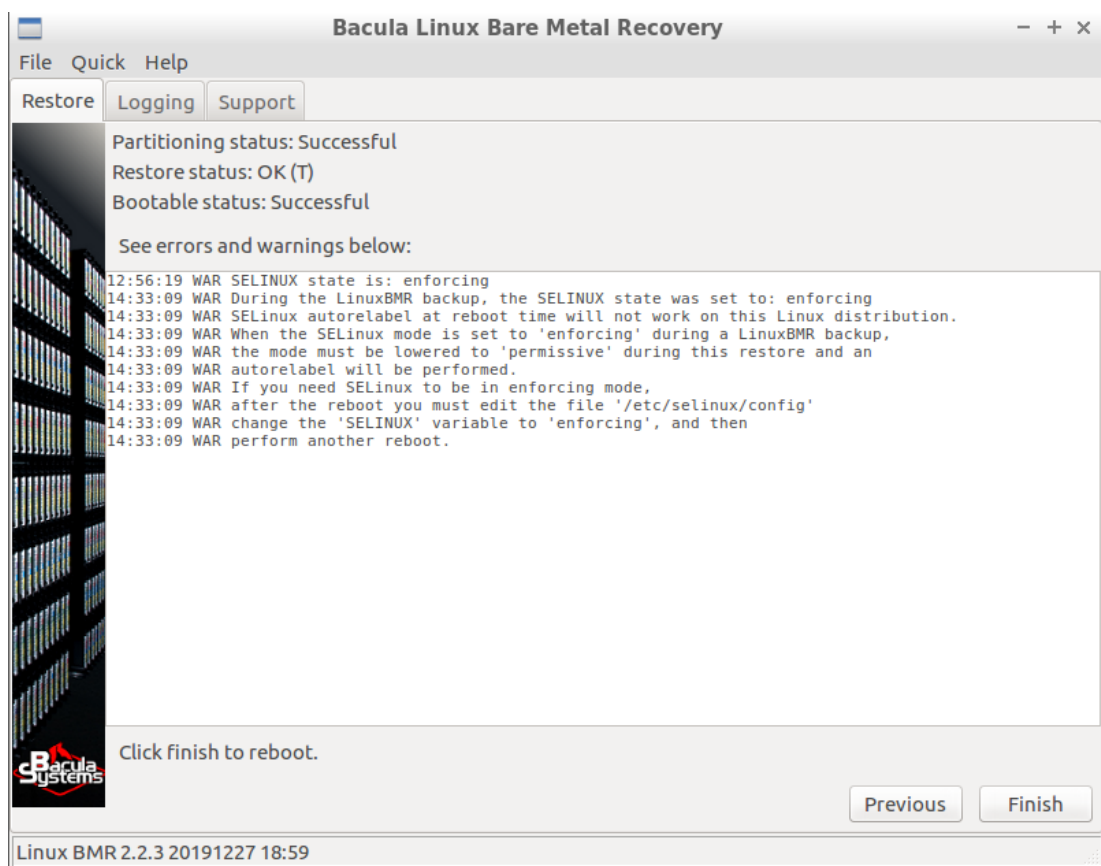 Bacula Linux Bare Metal Recovery
File Quick Help
Restore Logging Support
Partitioning status: Successful
Restore status: OK (T)
Bootable status: Successful
See errors and warnings below:
12:56:19 WAR SELINUX state is: enforcing
14:33:09 WAR During the LinuxBMR backup, the SELINUX state was set to: enforcing
14:33:09 WAR SELinux autorelabel at reboot time will not work on this Linux distribution.
14:33:09 WAR When the SELinux mode is set to 'enforcing' during a LinuxBMR backup,
14:33:09 WAR the mode must be lowered to 'permissive' during this restore and an
14:33:09 WAR autorelabel will be performed.
14:33:09 WAR If you need SELinux to be in enforcing mode,
14:33:09 WAR after the reboot you must edit the file '/etc/selinux/config'
14:33:09 WAR change the 'SELINUX' variable to 'enforcing', and then
14:33:09 WAR perform another reboot.
Bacula
Systems
Click finish to reboot.
Previous Finish
Linux BMR 2.2.3 20191227 18:59